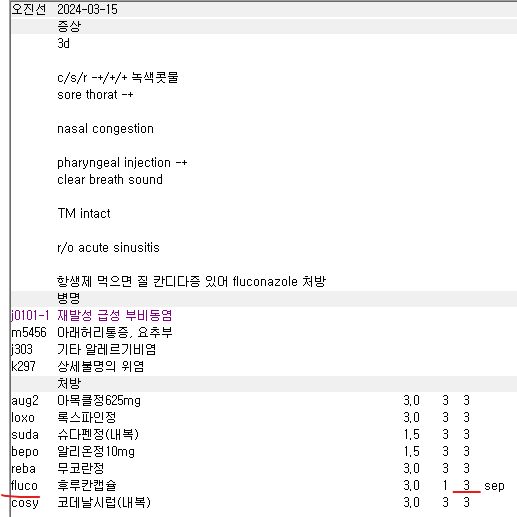 오진선 2024-03-15
증상
3d
c/s/r -+/+/+ 녹색콧물
sore thorat -+
nasal congestion
pharyngeal injection -+
clear breath sound
TM intact
r/o acute sinusitis
항생제 먹으면 질 칸디다증 있어 fluconazole 처방
병명
j0101-1 재발성 급성 부비동염
m5456 아래허리통증, 요추부
j303 기타 알레르기비염
k297 상세불명의 위염
처방
aug2 아목클정625mg 3.0 3 3
loxo 록스파인정 3.0 3 3
suda 슈다펜정(내복) 1.5 3 3
bepo 알리온정10mg 1.5 3 3
reba 무코란정 3.0 3 3
fluco 후루칸캡슐 3.0 1 3 sep
cosy 코데날시럽(내복) 3.0 3 3